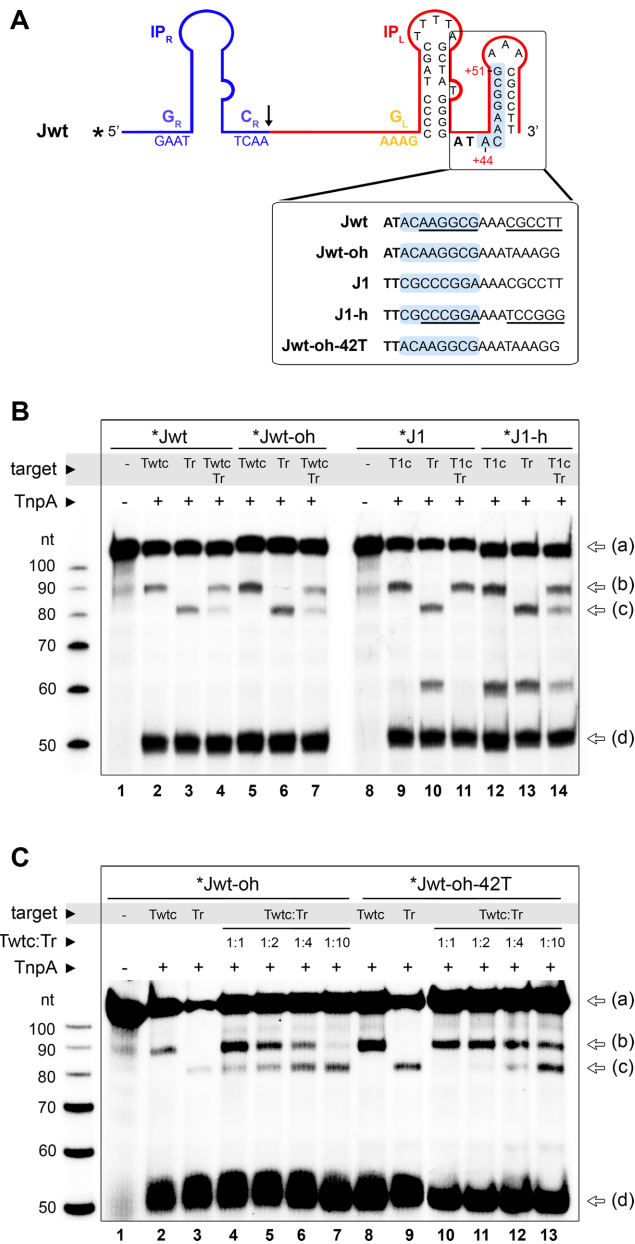 A
IP_R
IP_L
T T T T A
T A G C
G C T A
T
C C C C
G G G G
A A A
+51
G C G G A A C A
C G C C T T
G_R
C_R
G_L
Jwt * 5'
GAAT
TCAA
AAAG
A T
3'
+44
Jwt ATACAAGGCGAAACGCCTT
Jwt-oh ATACAAGGCGAAATAAAGG
J1 TTCGCCCGGAAAACGCCTT
J1-h TTCGCCCGGAAAATCCGGG
Jwt-oh-42T TTACAAGGCGAAATAAAGG
B
*Jwt *Jwt-oh *J1 *J1-h
target ► - Twtc Tr Twtc Tr Twtc Tr Twtc Tr - T1c Tr T1c Tr T1c Tr T1c Tr
TnpA ► - + + + + + + - + + + + + +
nt
(a)
100
90 (b)
80 (c)
70
60
50 (d)
1 2 3 4 5 6 7 8 9 10 11 12 13 14
C
*Jwt-oh *Jwt-oh-42T
target ► - Twtc Tr Twtc:Tr Twtc Tr Twtc:Tr
Twtc:Tr ► 1:1 1:2 1:4 1:10 1:1 1:2 1:4 1:10
TnpA ► - + + + + + + + + + + + +
nt (a)
100
90 (b)
80 (c)
70
60
50 (d)
1 2 3 4 5 6 7 8 9 10 11 12 13